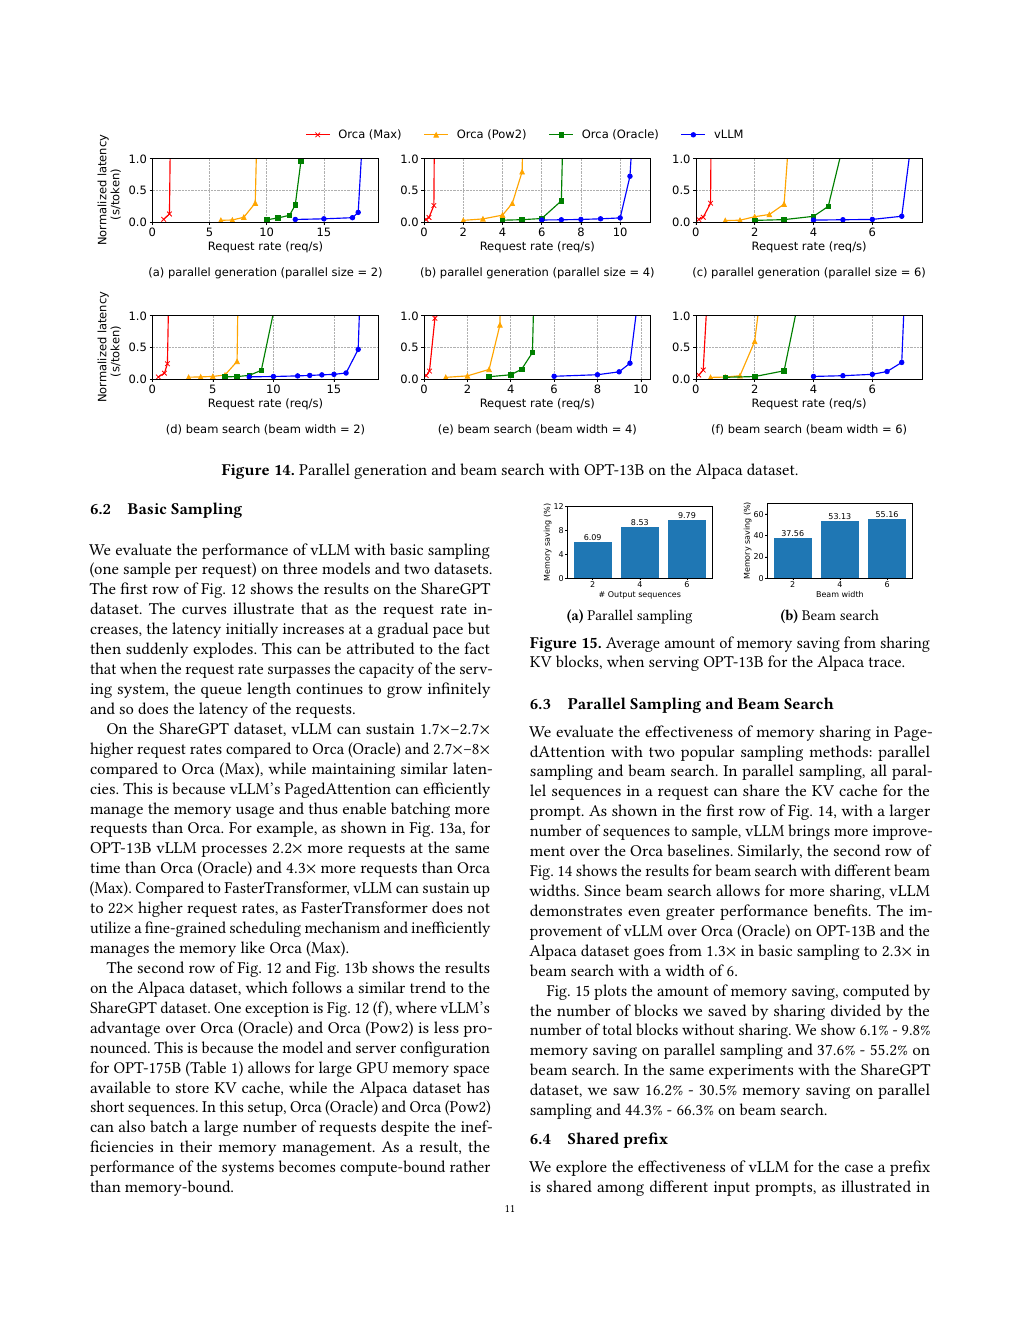 Orca (Max) Orca (Pow2) Orca (Oracle) vLLM
Normalized latency
(s/token)
1.0
0.5
0.0
0 5 10 15
Request rate (req/s)
(a) parallel generation (parallel size = 2)
1.0
0.5
0.0
0 2 4 6 8 10
Request rate (req/s)
(b) parallel generation (parallel size = 4)
1.0
0.5
0.0
0 2 4 6
Request rate (req/s)
(c) parallel generation (parallel size = 6)
Normalized latency
(s/token)
1.0
0.5
0.0
0 5 10 15
Request rate (req/s)
(d) beam search (beam width = 2)
1.0
0.5
0.0
0 2 4 6 8 10
Request rate (req/s)
(e) beam search (beam width = 4)
1.0
0.5
0.0
0 2 4 6
Request rate (req/s)
(f) beam search (beam width = 6)
Figure 14. Parallel generation and beam search with OPT-13B on the Alpaca dataset.
6.2 Basic Sampling
We evaluate the performance of vLLM with basic sampling
(one sample per request) on three models and two datasets.
The first row of Fig. 12 shows the results on the ShareGPT
dataset. The curves illustrate that as the request rate in-
creases, the latency initially increases at a gradual pace but
then suddenly explodes. This can be attributed to the fact
that when the request rate surpasses the capacity of the serv-
ing system, the queue length continues to grow infinitely
and so does the latency of the requests.
On the ShareGPT dataset, vLLM can sustain 1.7×–2.7×
higher request rates compared to Orca (Oracle) and 2.7×–8×
compared to Orca (Max), while maintaining similar laten-
cies. This is because vLLM's PagedAttention can efficiently
manage the memory usage and thus enable batching more
requests than Orca. For example, as shown in Fig. 13a, for
OPT-13B vLLM processes 2.2× more requests at the same
time than Orca (Oracle) and 4.3× more requests than Orca
(Max). Compared to FasterTransformer, vLLM can sustain up
to 22× higher request rates, as FasterTransformer does not
utilize a fine-grained scheduling mechanism and inefficiently
manages the memory like Orca (Max).
The second row of Fig. 12 and Fig. 13b shows the results
on the Alpaca dataset, which follows a similar trend to the
ShareGPT dataset. One exception is Fig. 12 (f), where vLLM's
advantage over Orca (Oracle) and Orca (Pow2) is less pro-
nounced. This is because the model and server configuration
for OPT-175B (Table 1) allows for large GPU memory space
available to store KV cache, while the Alpaca dataset has
short sequences. In this setup, Orca (Oracle) and Orca (Pow2)
can also batch a large number of requests despite the inef-
ficiencies in their memory management. As a result, the
performance of the systems becomes compute-bound rather
than memory-bound.
Memory saving (%)
12
8
4
0
6.09 8.53 9.79
2 4 6
# Output sequences
(a) Parallel sampling
Memory saving (%)
60
40
20
0
37.56 53.13 55.16
2 4 6
Beam width
(b) Beam search
Figure 15. Average amount of memory saving from sharing
KV blocks, when serving OPT-13B for the Alpaca trace.
6.3 Parallel Sampling and Beam Search
We evaluate the effectiveness of memory sharing in Page-
dAttention with two popular sampling methods: parallel
sampling and beam search. In parallel sampling, all paral-
lel sequences in a request can share the KV cache for the
prompt. As shown in the first row of Fig. 14, with a larger
number of sequences to sample, vLLM brings more improve-
ment over the Orca baselines. Similarly, the second row of
Fig. 14 shows the results for beam search with different beam
widths. Since beam search allows for more sharing, vLLM
demonstrates even greater performance benefits. The im-
provement of vLLM over Orca (Oracle) on OPT-13B and the
Alpaca dataset goes from 1.3× in basic sampling to 2.3× in
beam search with a width of 6.
Fig. 15 plots the amount of memory saving, computed by
the number of blocks we saved by sharing divided by the
number of total blocks without sharing. We show 6.1% - 9.8%
memory saving on parallel sampling and 37.6% - 55.2% on
beam search. In the same experiments with the ShareGPT
dataset, we saw 16.2% - 30.5% memory saving on parallel
sampling and 44.3% - 66.3% on beam search.
6.4 Shared prefix
We explore the effectiveness of vLLM for the case a prefix
is shared among different input prompts, as illustrated in
11